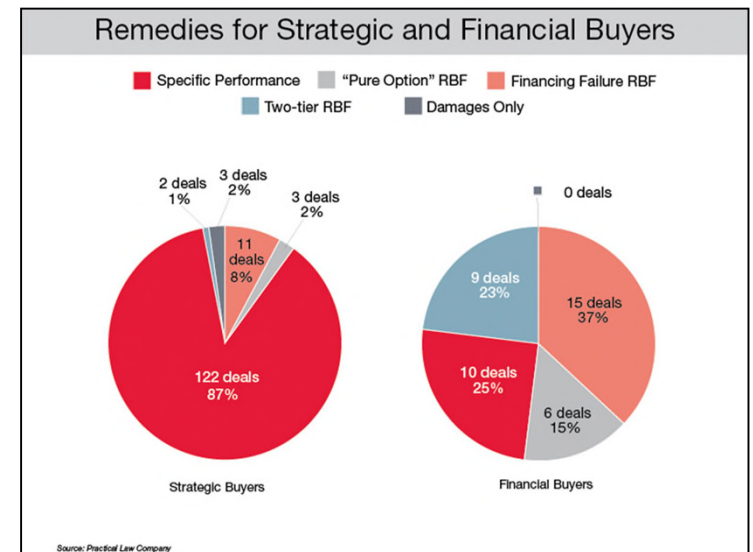 Remedies for Strategic and Financial Buyers
Specific Performance "Pure Option" RBF Financing Failure RBF
Two-tier RBF Damages Only
2 deals
1%
3 deals
2%
3 deals
2%
11
deals
8%
122 deals
87%
Strategic Buyers
0 deals
9 deals
23%
15 deals
37%
10 deals
25%
6 deals
15%
Financial Buyers
Source: Practical Law Company